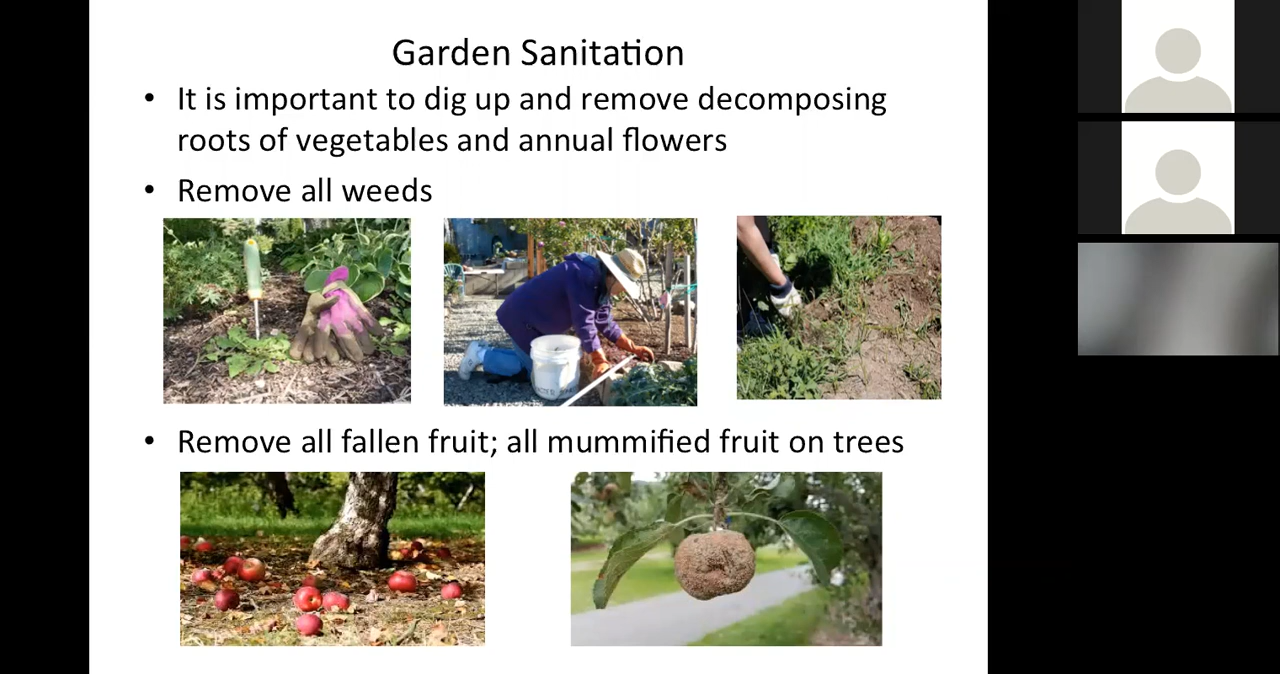 Garden Sanitation
• It is important to dig up and remove decomposing
roots of vegetables and annual flowers
• Remove all weeds
• Remove all fallen fruit; all mummified fruit on trees